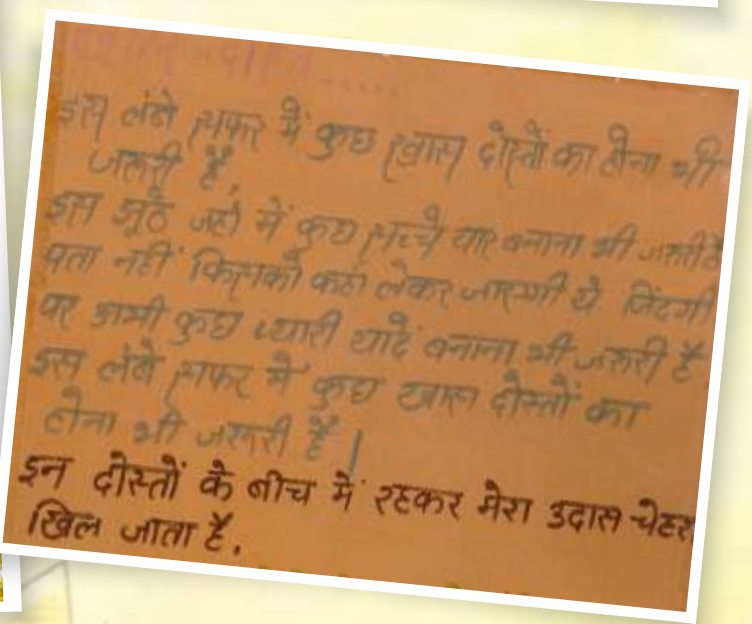 इस लंबे सफर में कुछ खास दोस्तों का होना भी
जरूरी है,
इस झूठे जहाँ में कुछ सच्चे यार बनाना भी जरूरी है
पता नहीं किसको कहाँ लेकर जाएगी ये जिंदगी
पर अभी कुछ प्यारी यादें बनाना भी जरूरी है,
इस लंबे सफर में कुछ खास दोस्तों का
होना भी जरूरी है |
इन दोस्तों के बीच में रहकर मेरा उदास चेहरा
खिल जाता है,